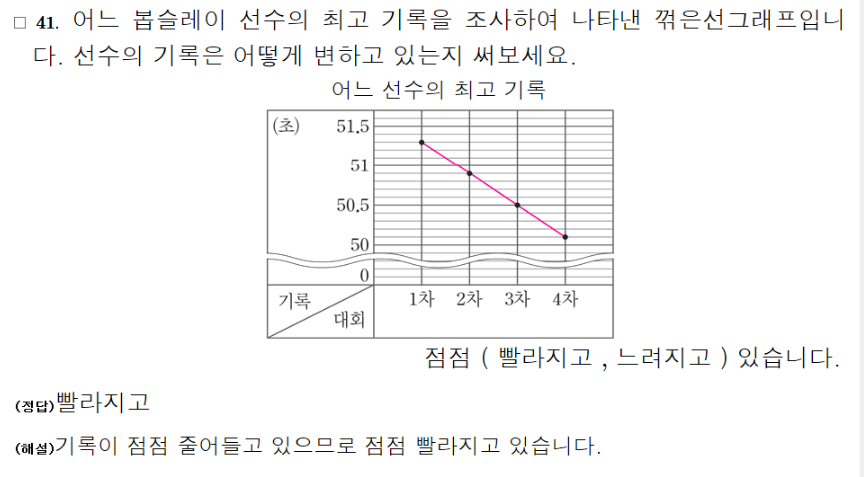 □ 41. 어느 봅슬레이 선수의 최고 기록을 조사하여 나타낸 꺾은선그래프입니
다. 선수의 기록은 어떻게 변하고 있는지 써보세요.
어느 선수의 최고 기록
(초) 51.5
51
50.5
50
0
기록 대회 1차 2차 3차 4차
점점 ( 빨라지고 , 느려지고 ) 있습니다.
(정답)빨라지고
(해설)기록이 점점 줄어들고 있으므로 점점 빨라지고 있습니다.